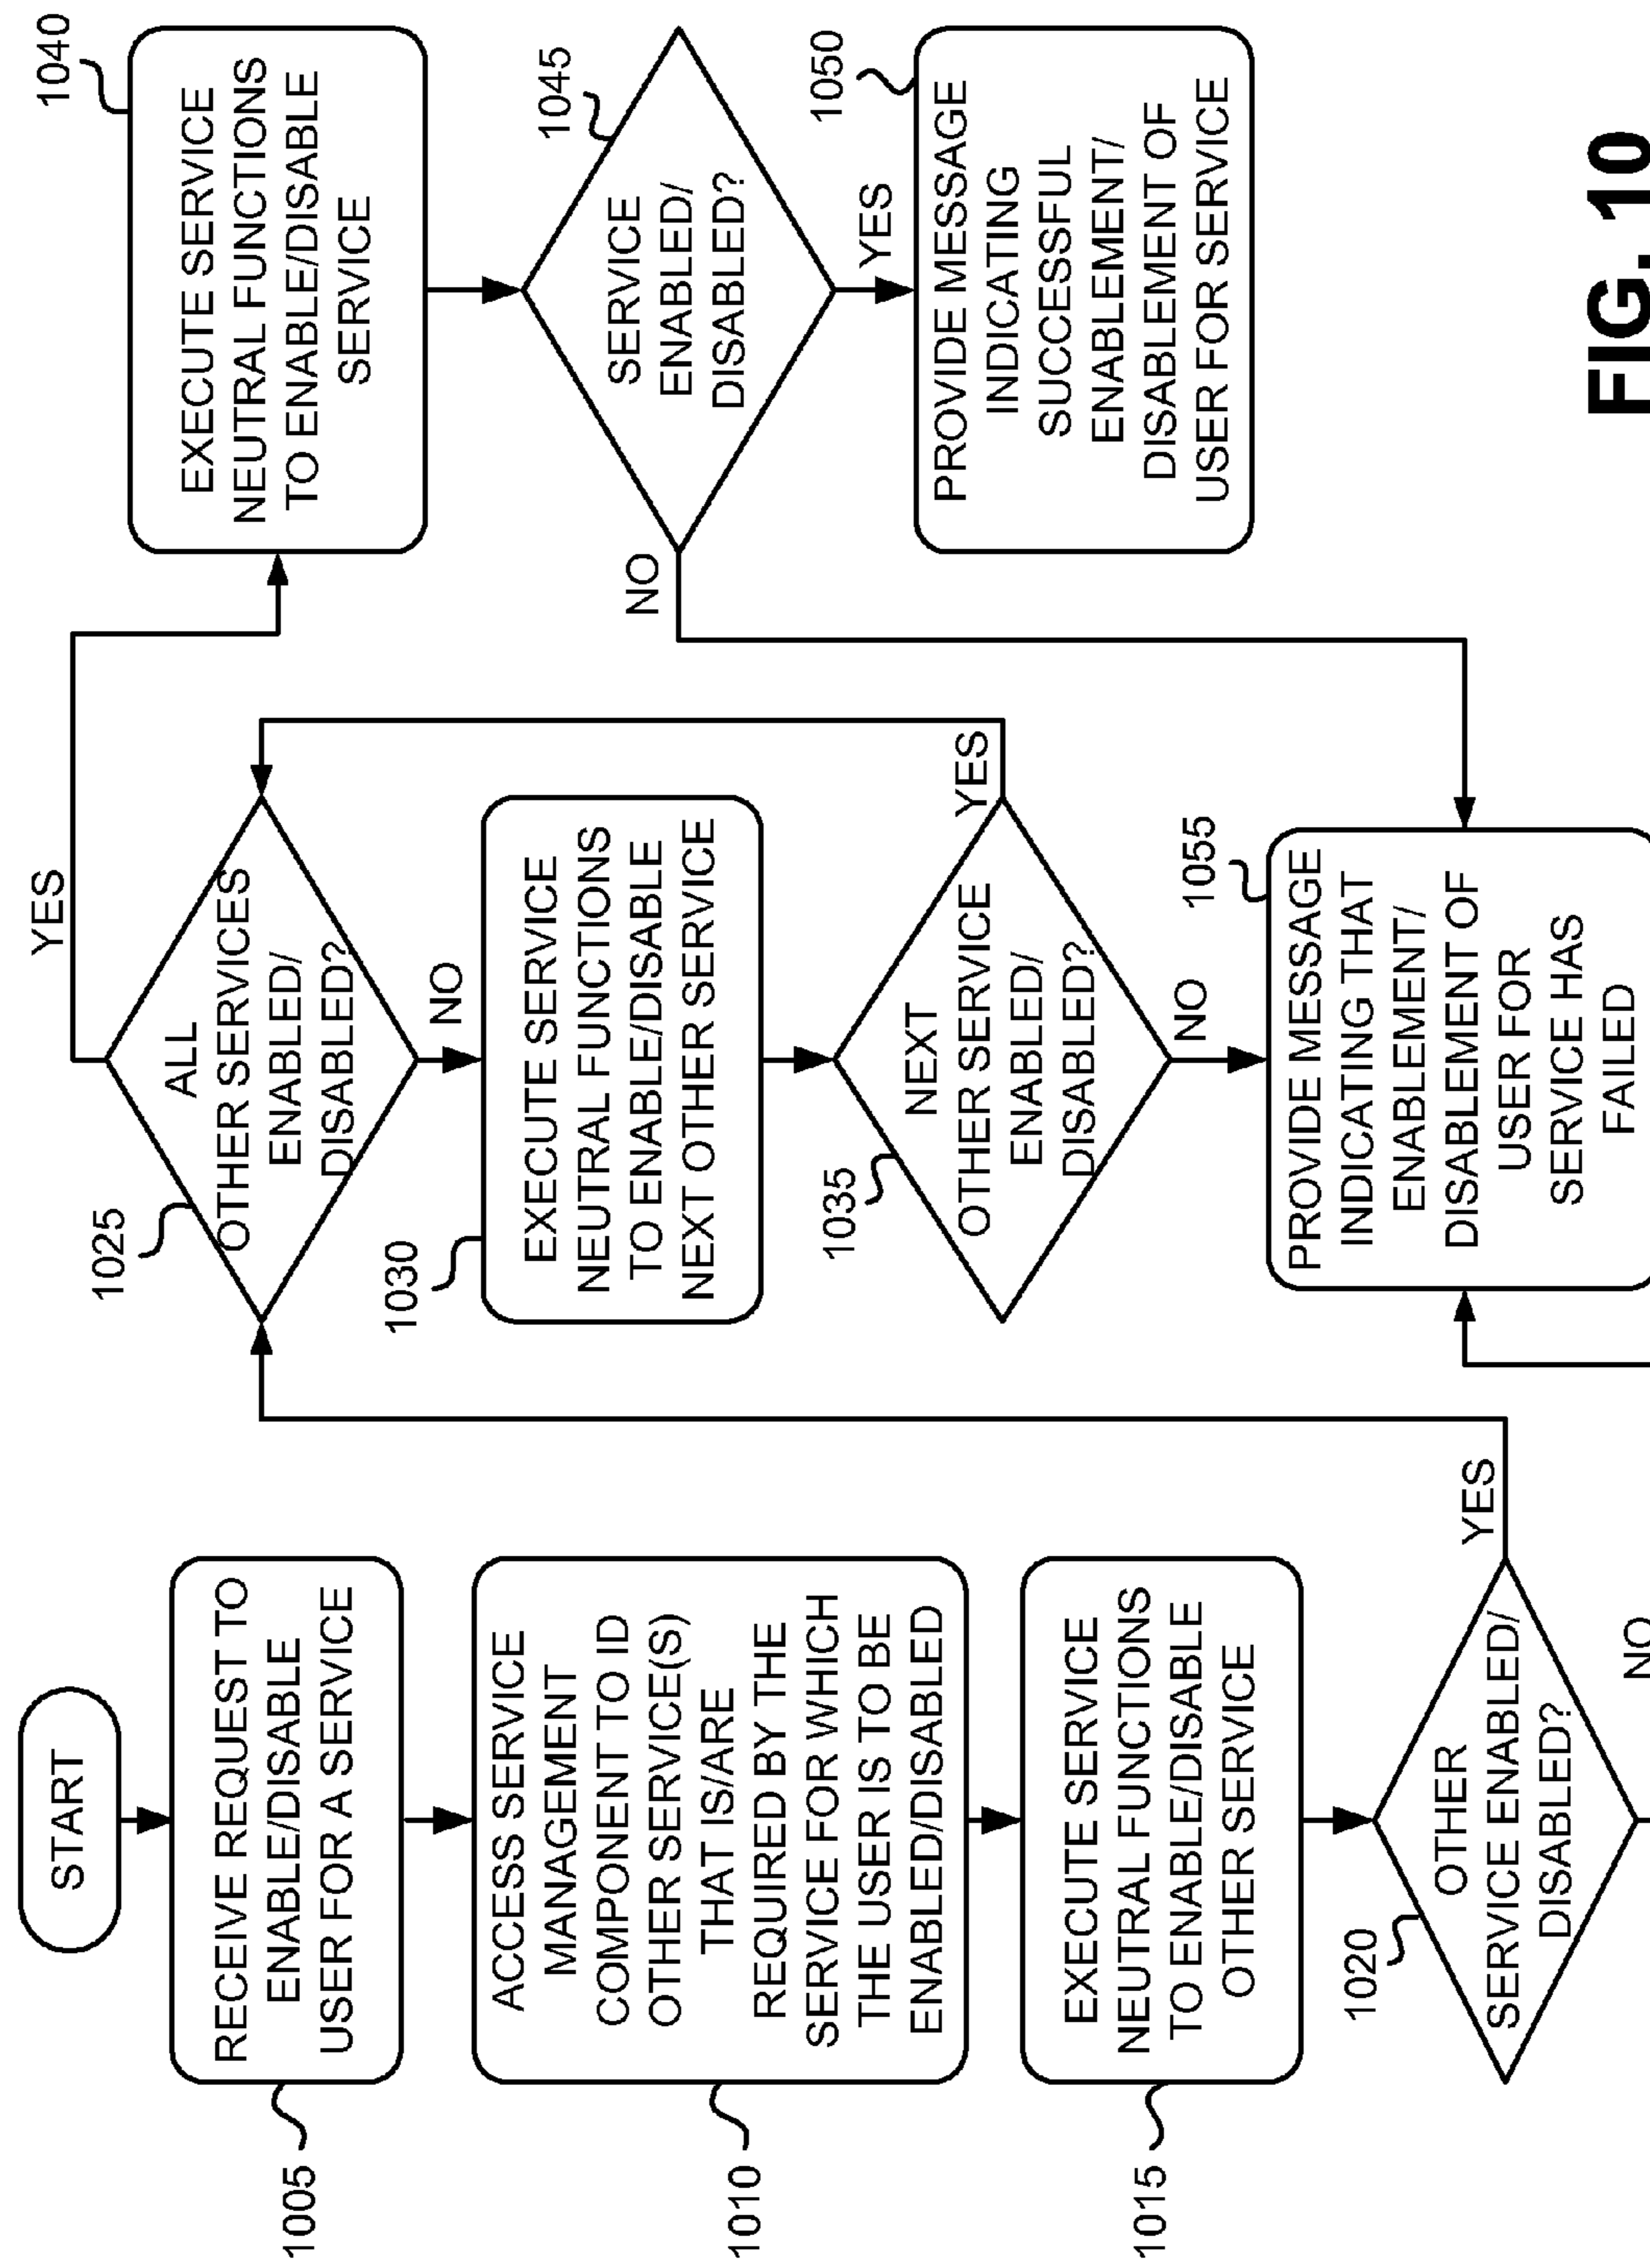 START
RECEIVE REQUEST TO
ENABLE/DISABLE
USER FOR A SERVICE
1005
ACCESS SERVICE
MANAGEMENT
COMPONENT TO ID
OTHER SERVICE(S)
THAT IS/ARE
REQUIRED BY THE
SERVICE FOR WHICH
THE USER IS TO BE
ENABLED/DISABLED
1010
EXECUTE SERVICE
NEUTRAL FUNCTIONS
TO ENABLE/DISABLE
OTHER SERVICE
1015
1020
OTHER
SERVICE ENABLED/
DISABLED?
YES
NO
1025
ALL
OTHER SERVICES
ENABLED/
DISABLED?
YES
NO
1030
EXECUTE SERVICE
NEUTRAL FUNCTIONS
TO ENABLE/DISABLE
NEXT OTHER SERVICE
1035
NEXT
OTHER SERVICE
ENABLED/
DISABLED?
YES
NO
1055
PROVIDE MESSAGE
INDICATING THAT
ENABLEMENT/
DISABLEMENT OF
USER FOR
SERVICE HAS
FAILED
1040
EXECUTE SERVICE
NEUTRAL FUNCTIONS
TO ENABLE/DISABLE
SERVICE
1045
SERVICE
ENABLED/
DISABLED?
NO
YES
1050
PROVIDE MESSAGE
INDICATING
SUCCESSFUL
ENABLEMENT/
DISABLEMENT OF
USER FOR SERVICE
FIG. 10